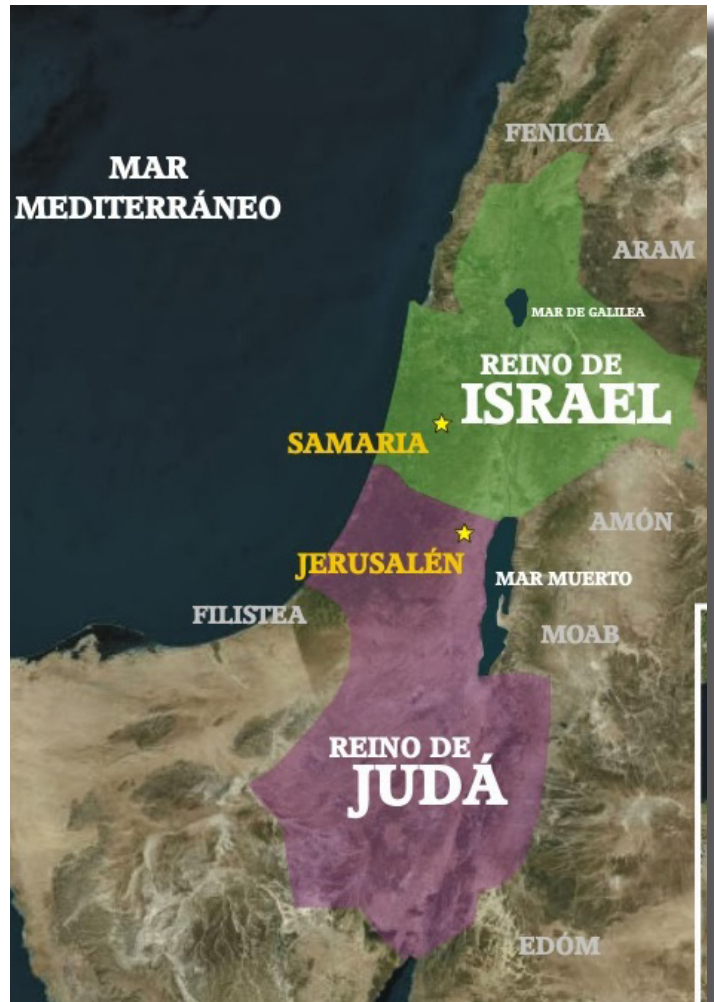 FENICIA
MAR
MEDITERRÁNEO
ARAM
MAR DE GALILEA
REINO DE
ISRAEL
SAMARIA
AMÓN
JERUSALÉN
MAR MUERTO
FILISTEA
MOAB
REINO DE
JUDÁ
EDÓM